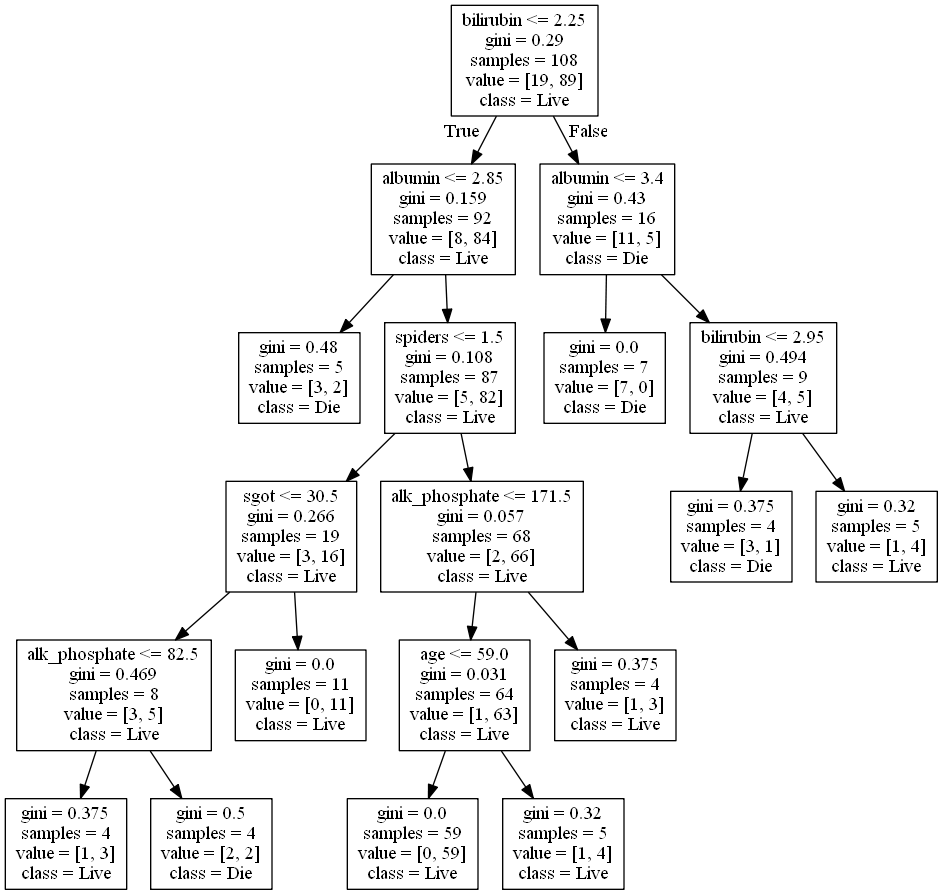 bilirubin <= 2.25
gini = 0.29
samples = 108
value = [19, 89]
class = Live
True
False
albumin <= 2.85
gini = 0.159
samples = 92
value = [8, 84]
class = Live
albumin <= 3.4
gini = 0.43
samples = 16
value = [11, 5]
class = Die
gini = 0.48
samples = 5
value = [3, 2]
class = Die
spiders <= 1.5
gini = 0.108
samples = 87
value = [5, 82]
class = Live
gini = 0.0
samples = 7
value = [7, 0]
class = Die
bilirubin <= 2.95
gini = 0.494
samples = 9
value = [4, 5]
class = Live
sgot <= 30.5
gini = 0.266
samples = 19
value = [3, 16]
class = Live
alk_phosphate <= 171.5
gini = 0.057
samples = 68
value = [2, 66]
class = Live
gini = 0.375
samples = 4
value = [3, 1]
class = Die
gini = 0.32
samples = 5
value = [1, 4]
class = Live
alk_phosphate <= 82.5
gini = 0.469
samples = 8
value = [3, 5]
class = Live
gini = 0.0
samples = 11
value = [0, 11]
class = Live
age <= 59.0
gini = 0.031
samples = 64
value = [1, 63]
class = Live
gini = 0.375
samples = 4
value = [1, 3]
class = Live
gini = 0.375
samples = 4
value = [1, 3]
class = Live
gini = 0.5
samples = 4
value = [2, 2]
class = Die
gini = 0.0
samples = 59
value = [0, 59]
class = Live
gini = 0.32
samples = 5
value = [1, 4]
class = Live